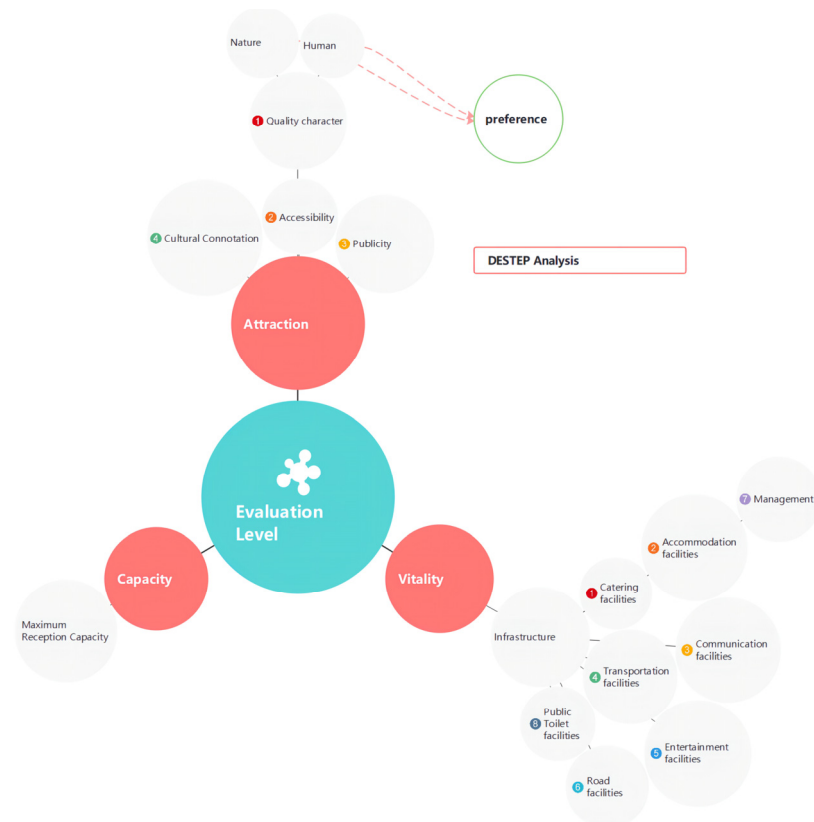 Nature
Human
1 Quality character
preference
2 Accessibility
4 Cultural Connotation
3 Publicity
DESTEP Analysis
Attraction
Evaluation
Level
7 Management
2 Accommodation
facilities
Capacity
Vitality
1 Catering
facilities
Maximum
Reception Capacity
Infrastructure
3 Communication
facilities
4 Transportation
facilities
8 Public
Toilet
facilities
5 Entertainment
facilities
6 Road
facilities